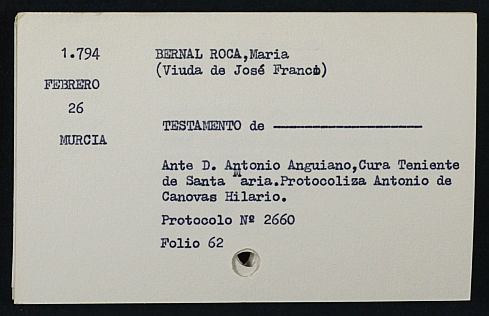 1.794 BERNAL ROCA,Maria
(Viuda de José Franco)
FEBRERO
26
TESTAMENTO de ————————————
MURCIA
Ante D. Antonio Anguiano,Cura Teniente
de Santa Maria.Protocoliza Antonio de
Canovas Hilario.
Protocolo Nº 2660
Folio 62